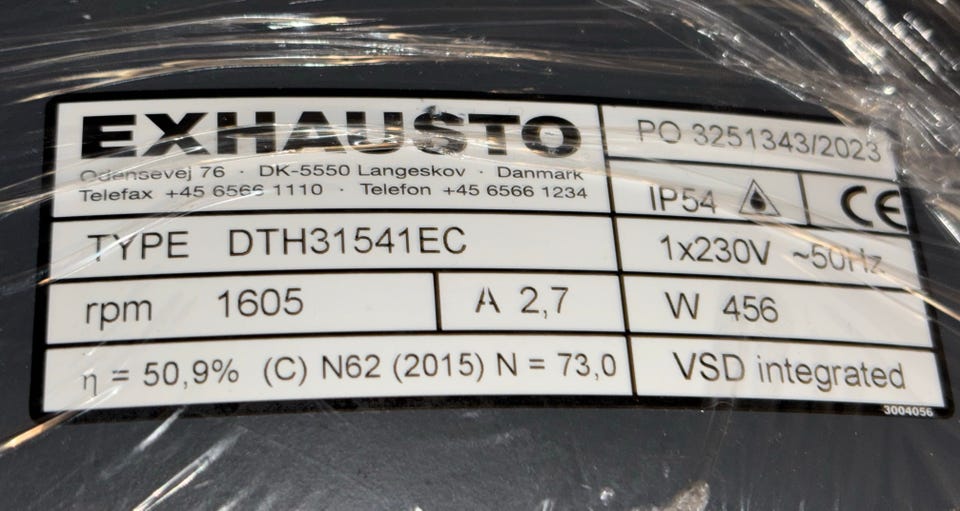 EXHAUSTO
Odensevej 76 · DK-5550 Langeskov · Danmark
Telefax +45 6566 1110 · Telefon +45 6566 1234
PO 3251343/2023
IP54 CE
TYPE DTH31541EC
1x230V ~50Hz
rpm 1605 A 2,7
W 456
η = 50,9% (C) N62 (2015) N = 73,0
VSD integrated
3004056